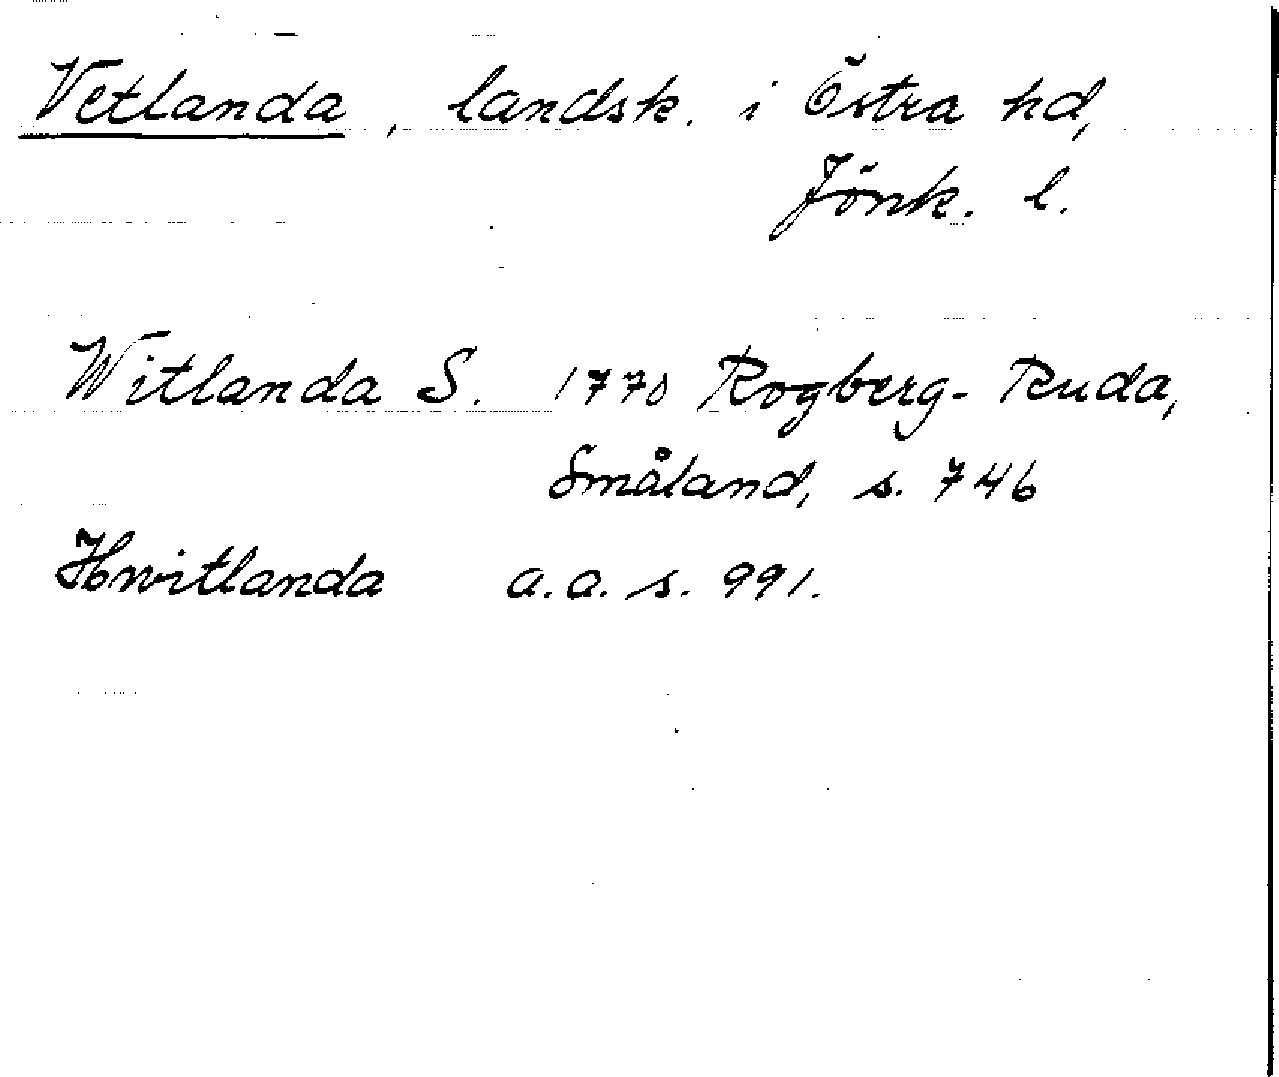 Vetlanda, landsk. i Östra hd,
Jönk. l.
Witlanda S. 1770 Rogberg-Ruda,
Småland, s. 746
Hwitlanda a.a. s. 991.